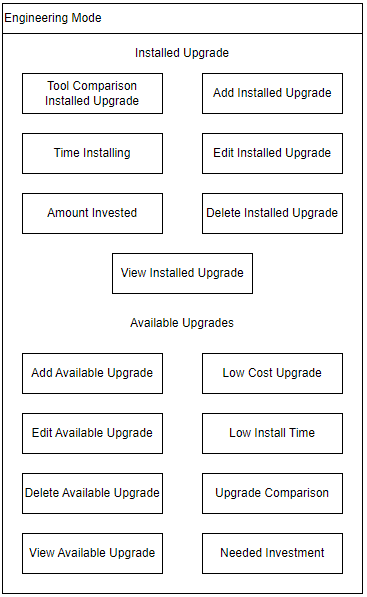 Engineering Mode
Installed Upgrade
Tool Comparison
Installed Upgrade
Add Installed Upgrade
Time Installing
Edit Installed Upgrade
Amount Invested
Delete Installed Upgrade
View Installed Upgrade
Available Upgrades
Add Available Upgrade
Low Cost Upgrade
Edit Available Upgrade
Low Install Time
Delete Available Upgrade
Upgrade Comparison
View Available Upgrade
Needed Investment